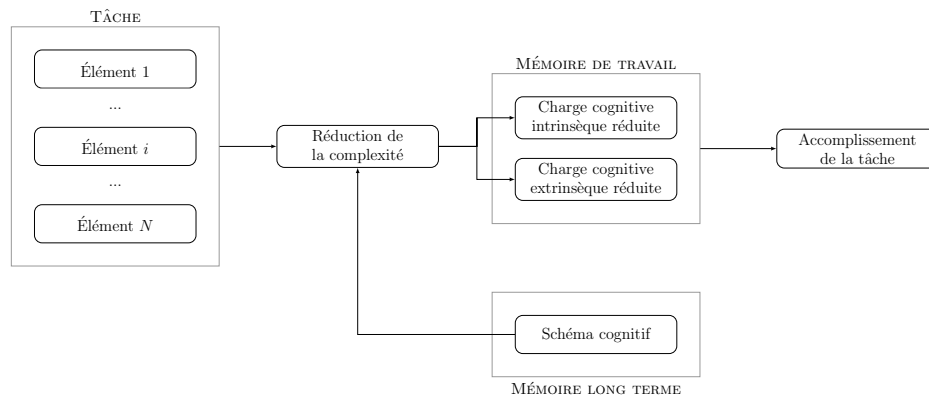 TÂCHE
Élément 1
...
Élément i
...
Élément N
Réduction de
la complexité
MÉMOIRE DE TRAVAIL
Charge cognitive
intrinsèque réduite
Charge cognitive
extrinsèque réduite
Accomplissement
de la tâche
Schéma cognitif
MÉMOIRE LONG TERME